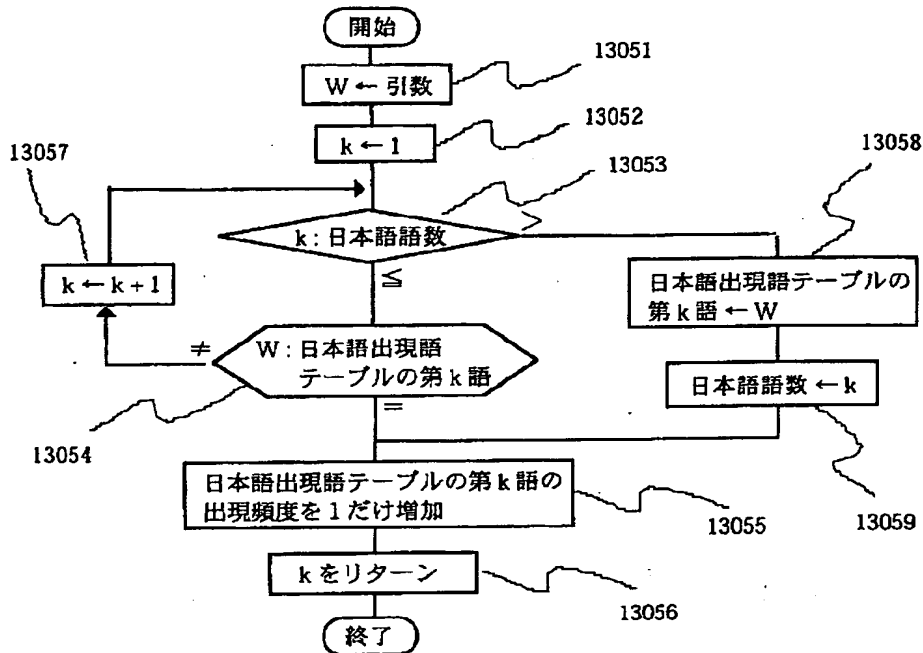 開始
13051
W ← 引数
13052
k ← 1
13053
13057
13058
>
k : 日本語語数
k ← k + 1
≦
日本語出現語テーブルの
第 k 語 ← W
≠
W : 日本語出現語
テーブルの第 k 語
日本語語数 ← k
=
13054
日本語出現語テーブルの第 k 語の
出現頻度を 1 だけ増加
13055
13059
k をリターン
13056
終了